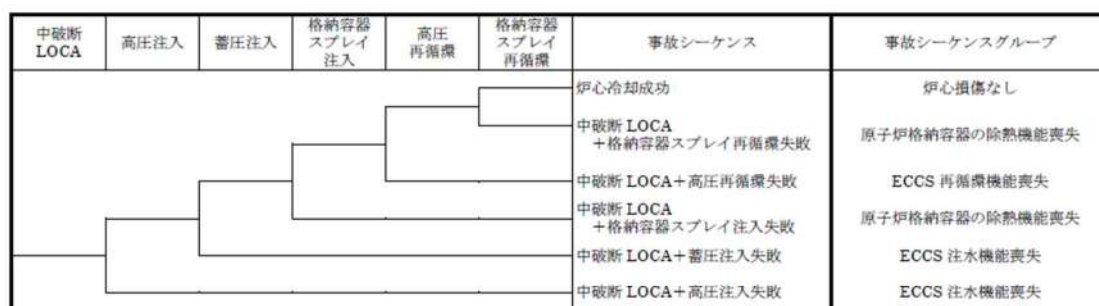 中破断
LOCA
高圧注入
蓄圧注入
格納容器
スプレイ
注入
高圧
再循環
格納容器
スプレイ
再循環
事故シーケンス
事故シーケンスグループ
炉心冷却成功
炉心損傷なし
中破断 LOCA
＋格納容器スプレイ再循環失敗
原子炉格納容器の除熱機能喪失
中破断 LOCA＋高圧再循環失敗
ECCS 再循環機能喪失
中破断 LOCA
＋格納容器スプレイ注入失敗
原子炉格納容器の除熱機能喪失
中破断 LOCA＋蓄圧注入失敗
ECCS 注水機能喪失
中破断 LOCA＋高圧注入失敗
ECCS 注水機能喪失